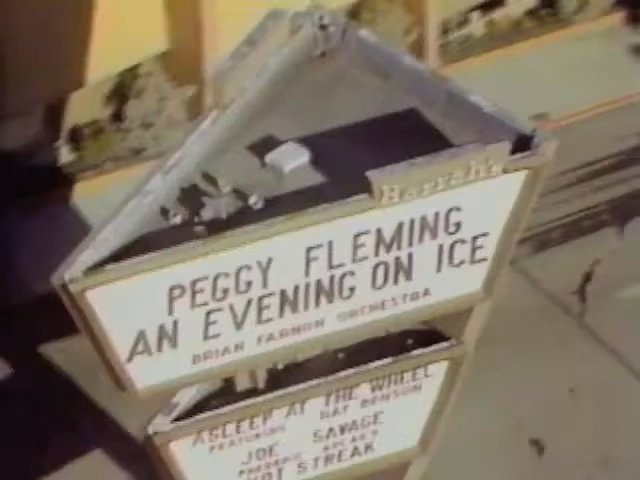 Harrah's
PEGGY FLEMING
AN EVENING ON ICE
BRIAN FARNON ORCHESTRA
ASLEEP AT THE WHEEL
FEATURING RAY BENSON
JOE SAVAGE
HOT STREAK